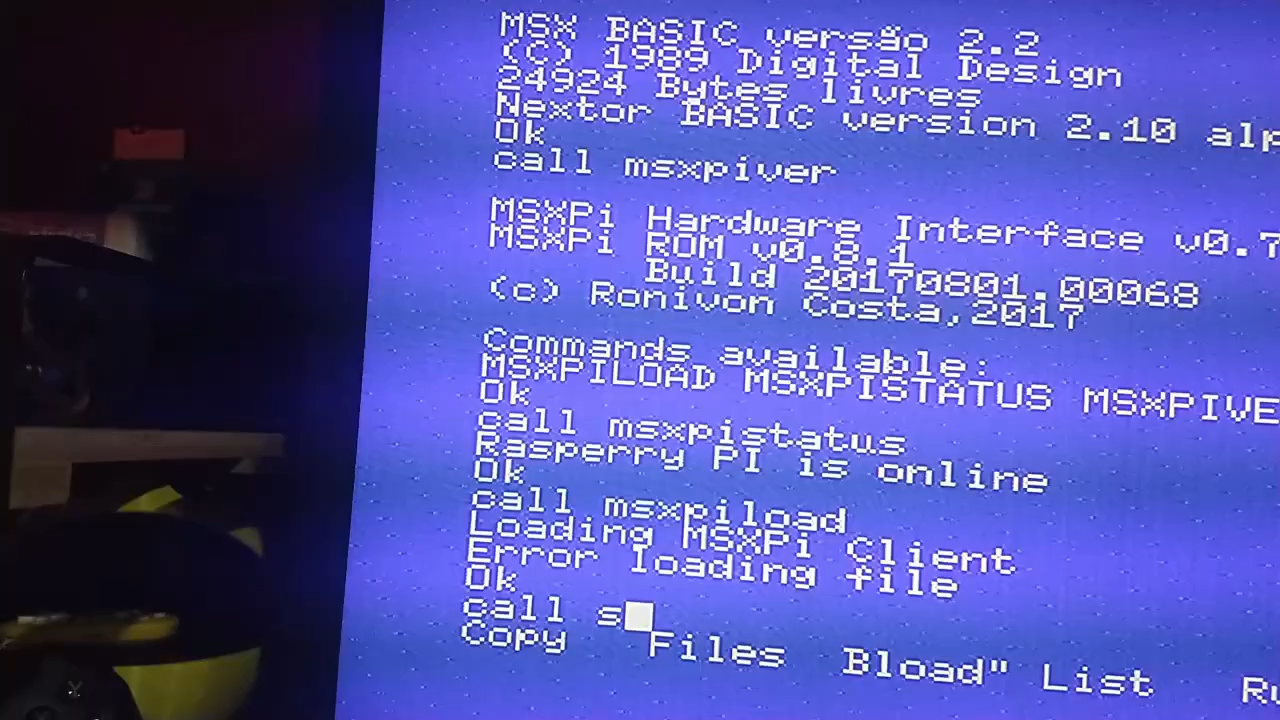 MSX BASIC versão 2.2
(C) 1989 Digital Design
24924 Bytes livres
Nextor BASIC version 2.10 alp
Ok
call msxpiver
MSXPi Hardware Interface v0.7
MSXPi ROM v0.8.1
Build 20170801.00068
(c) Ronivon Costa,2017
Commands available:
MSXPILOAD MSXPISTATUS MSXPIVE
Ok
call msxpistatus
Rasperry PI is online
Ok
call msxpiload
Loading MSXPi Client
Error loading file
Ok
call s
Copy Files Bload" List Ru